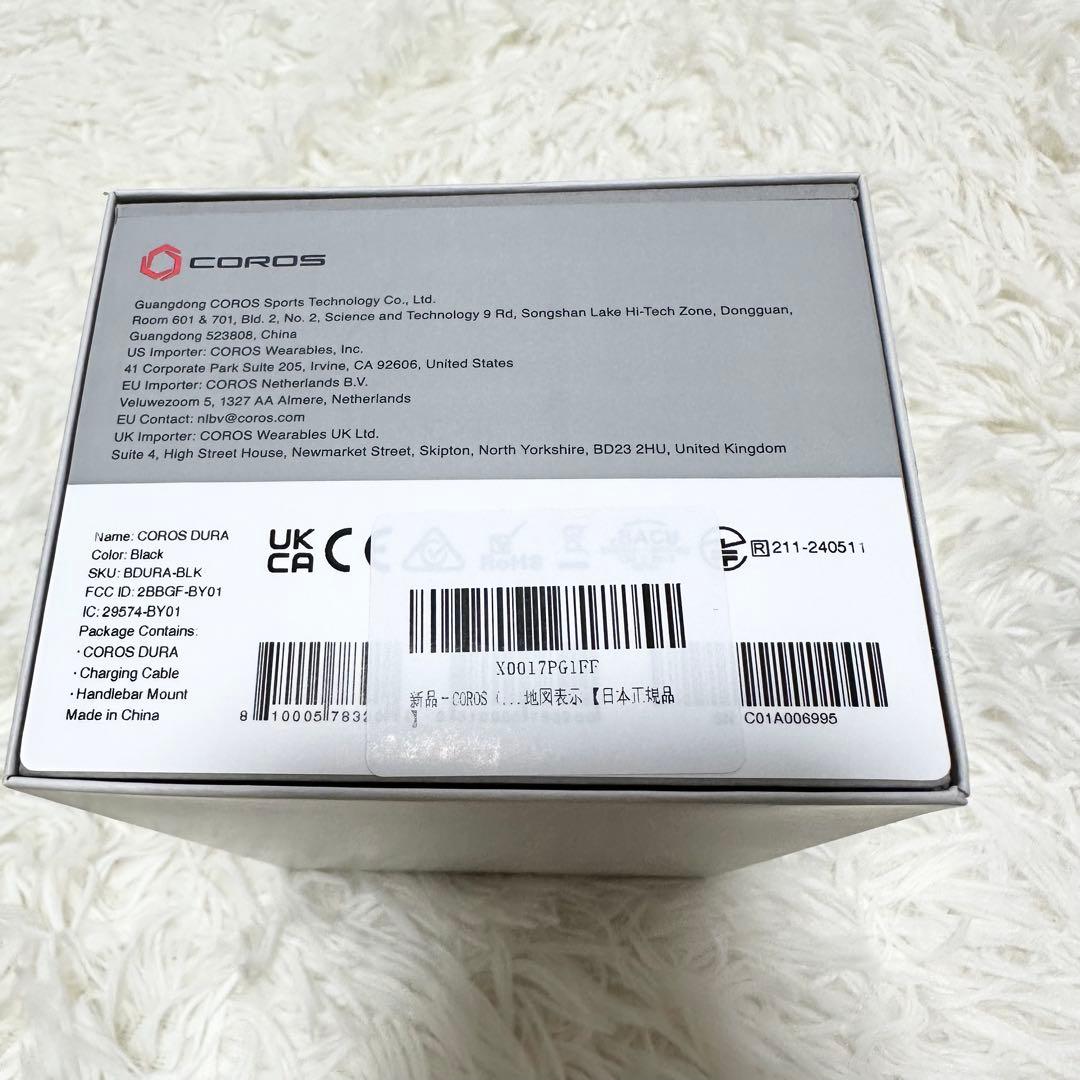 COROS
Guangdong COROS Sports Technology Co., Ltd.
Room 601 & 701, Bld. 2, No. 2, Science and Technology 9 Rd, Songshan Lake Hi-Tech Zone, Dongguan,
Guangdong 523808, China
US Importer: COROS Wearables, Inc.
41 Corporate Park Suite 205, Irvine, CA 92606, United States
EU Importer: COROS Netherlands B.V.
Veluwezoom 5, 1327 AA Almere, Netherlands
EU Contact: nlbv@coros.com
UK Importer: COROS Wearables UK Ltd.
Suite 4, High Street House, Newmarket Street, Skipton, North Yorkshire, BD23 2HU, United Kingdom
Name: COROS DURA
Color: Black
SKU: BDURA-BLK
FCC ID: 2BBGF-BY01
IC: 29574-BY01
Package Contains:
·COROS DURA
·Charging Cable
·Handlebar Mount
Made in China
UK CA CE RoHS SACU R 211-240511
X0017PG1FF
新品-COROS (...地図表示【日本正規品
】
8 10005 7832
C01A006995